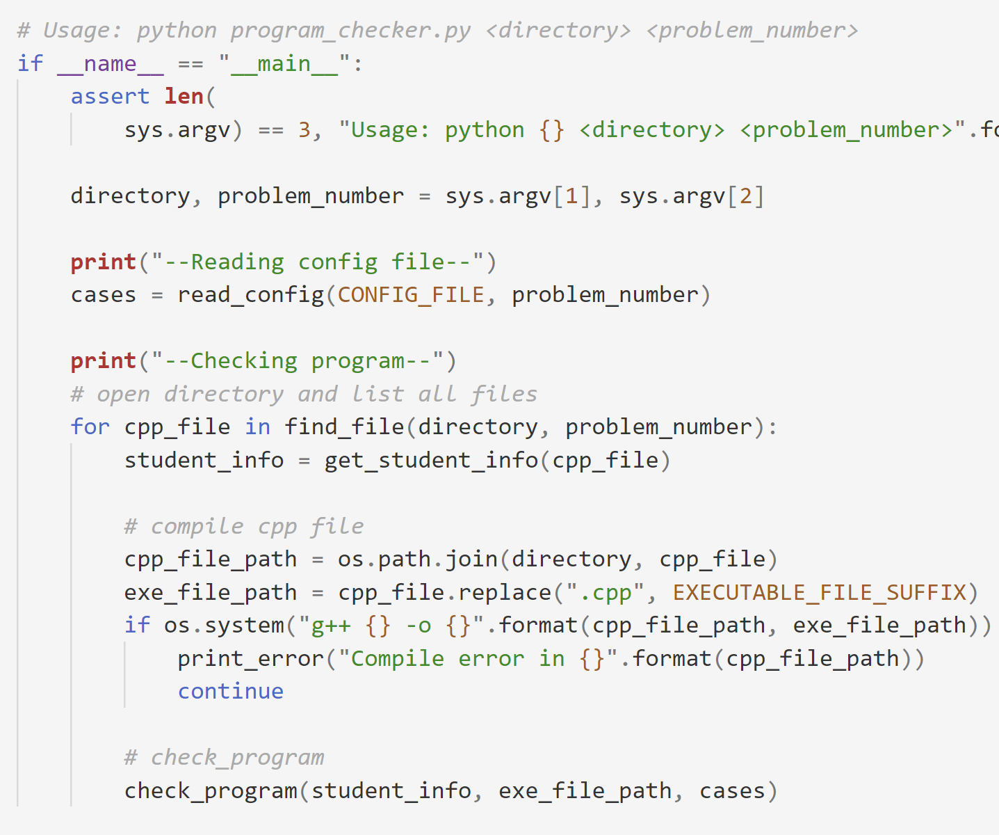 # Usage: python program_checker.py <directory> <problem_number>
if __name__ == "__main__":
    assert len(
        sys.argv) == 3, "Usage: python {} <directory> <problem_number>".fo
    directory, problem_number = sys.argv[1], sys.argv[2]
    print("--Reading config file--")
    cases = read_config(CONFIG_FILE, problem_number)
    print("--Checking program--")
    # open directory and list all files
    for cpp_file in find_file(directory, problem_number):
        student_info = get_student_info(cpp_file)
        # compile cpp file
        cpp_file_path = os.path.join(directory, cpp_file)
        exe_file_path = cpp_file.replace(".cpp", EXECUTABLE_FILE_SUFFIX)
        if os.system("g++ {} -o {}".format(cpp_file_path, exe_file_path))
            print_error("Compile error in {}".format(cpp_file_path))
            continue
        # check_program
        check_program(student_info, exe_file_path, cases)